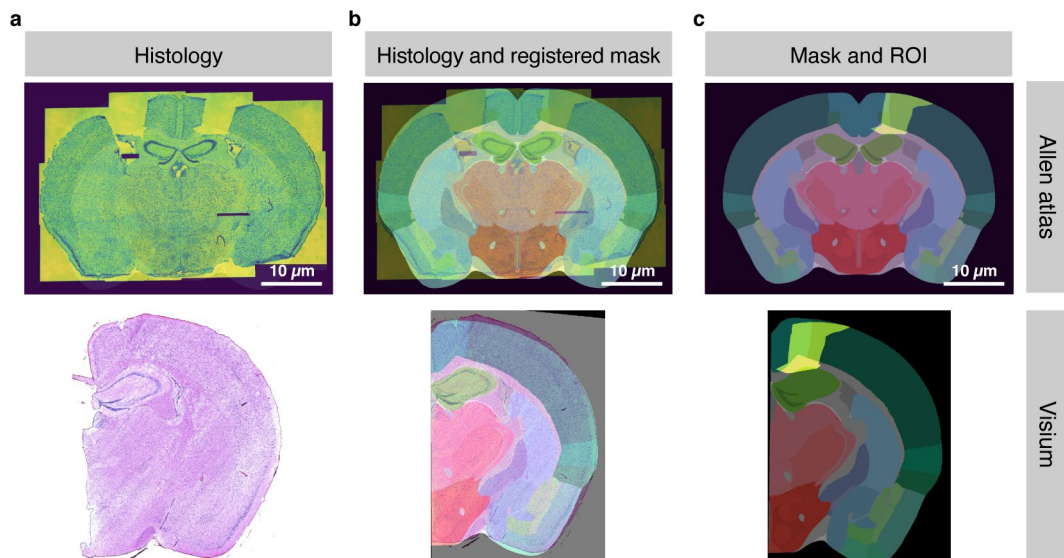 a
b
c
Histology
Histology and registered mask
Mask and ROI
Allen atlas
10 µm
10 µm
10 µm
Visium